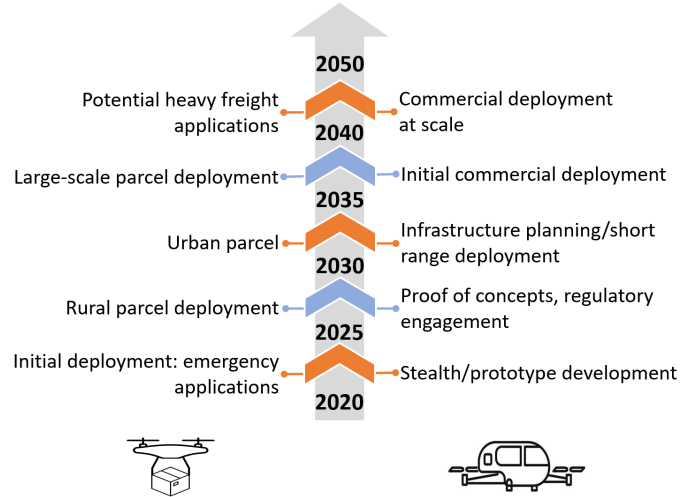 2050
Potential heavy freight
applications
Commercial deployment
at scale
2040
Large-scale parcel deployment
Initial commercial deployment
2035
Urban parcel
Infrastructure planning/short
range deployment
2030
Rural parcel deployment
Proof of concepts, regulatory
engagement
2025
Initial deployment: emergency
applications
Stealth/prototype development
2020